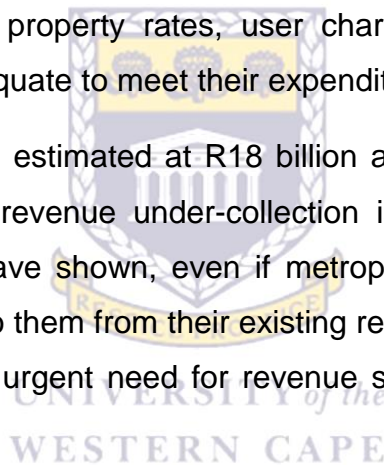 property rates, user char
quate to meet their expendit
estimated at R18 billion a
revenue under-collection i
ave shown, even if metrop
o them from their existing re
urgent need for revenue s
UNIVERSITY of the
WESTERN CAPE